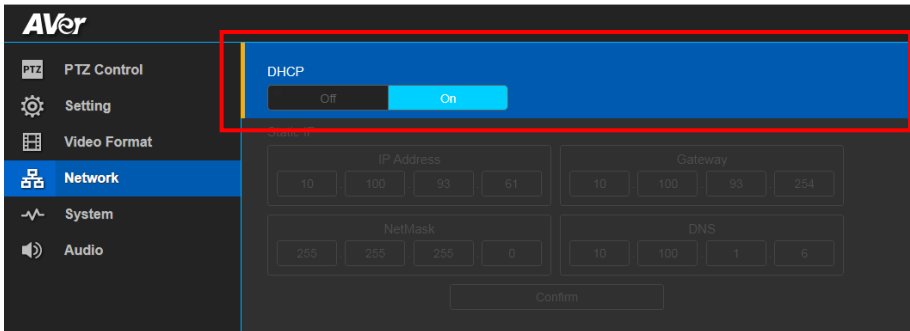 AVer
PTZ PTZ Control
Setting
Video Format
Network
System
Audio
DHCP
Off On
Static IP
IP Address
10 . 100 . 93 . 61
Gateway
10 . 100 . 93 . 254
NetMask
255 . 255 . 255 . 0
DNS
10 . 100 . 1 . 6
Confirm